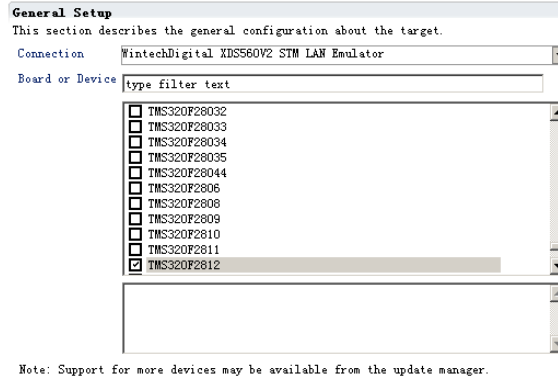 General Setup
This section describes the general configuration about the target.
Connection WintechDigital XDS560V2 STM LAN Emulator
Board or Device type filter text
TMS320F28032
TMS320F28033
TMS320F28034
TMS320F28035
TMS320F28044
TMS320F2806
TMS320F2808
TMS320F2809
TMS320F2810
TMS320F2811
TMS320F2812
Note: Support for more devices may be available from the update manager.